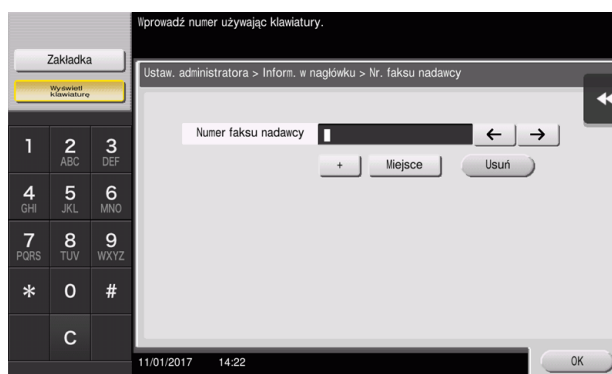 Wprowadź numer używając klawiatury.
Zakładka
Wyświetl
klawiaturę
Ustaw. administratora > Inform. w nagłówku > Nr. faksu nadawcy
Numer faksu nadawcy
← →
+ Miejsce Usuń
1 2 3
ABC DEF
4 5 6
GHI JKL MNO
7 8 9
PQRS TUV WXYZ
* 0 #
C
11/01/2017 14:22
OK